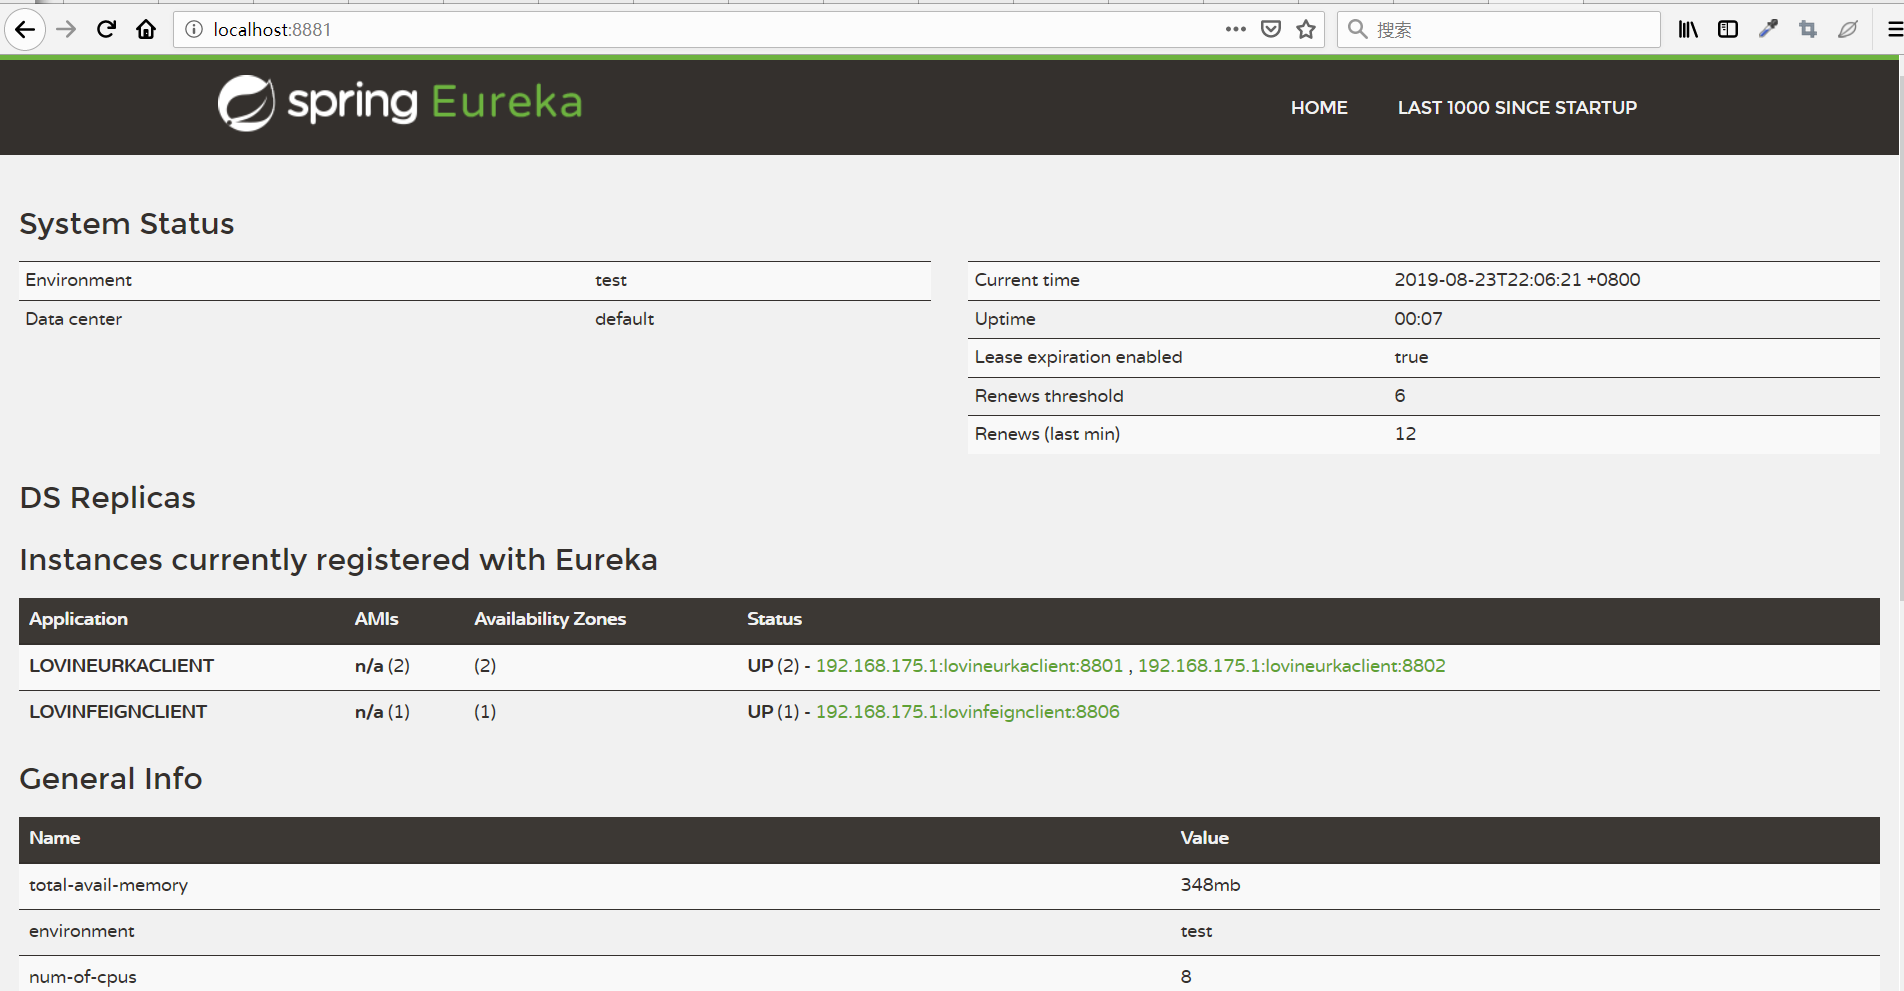 localhost:8881
搜索
spring Eureka
HOME LAST 1000 SINCE STARTUP
System Status
Environment test
Data center default
Current time 2019-08-23T22:06:21 +0800
Uptime 00:07
Lease expiration enabled true
Renews threshold 6
Renews (last min) 12
DS Replicas
Instances currently registered with Eureka
Application AMIs Availability Zones Status
LOVINEURKACLIENT n/a (2) (2) UP (2) - 192.168.175.1:lovineurkaclient:8801 , 192.168.175.1:lovineurkaclient:8802
LOVINFEIGNCLIENT n/a (1) (1) UP (1) - 192.168.175.1:lovinfeignclient:8806
General Info
Name Value
total-avail-memory 348mb
environment test
num-of-cpus 8